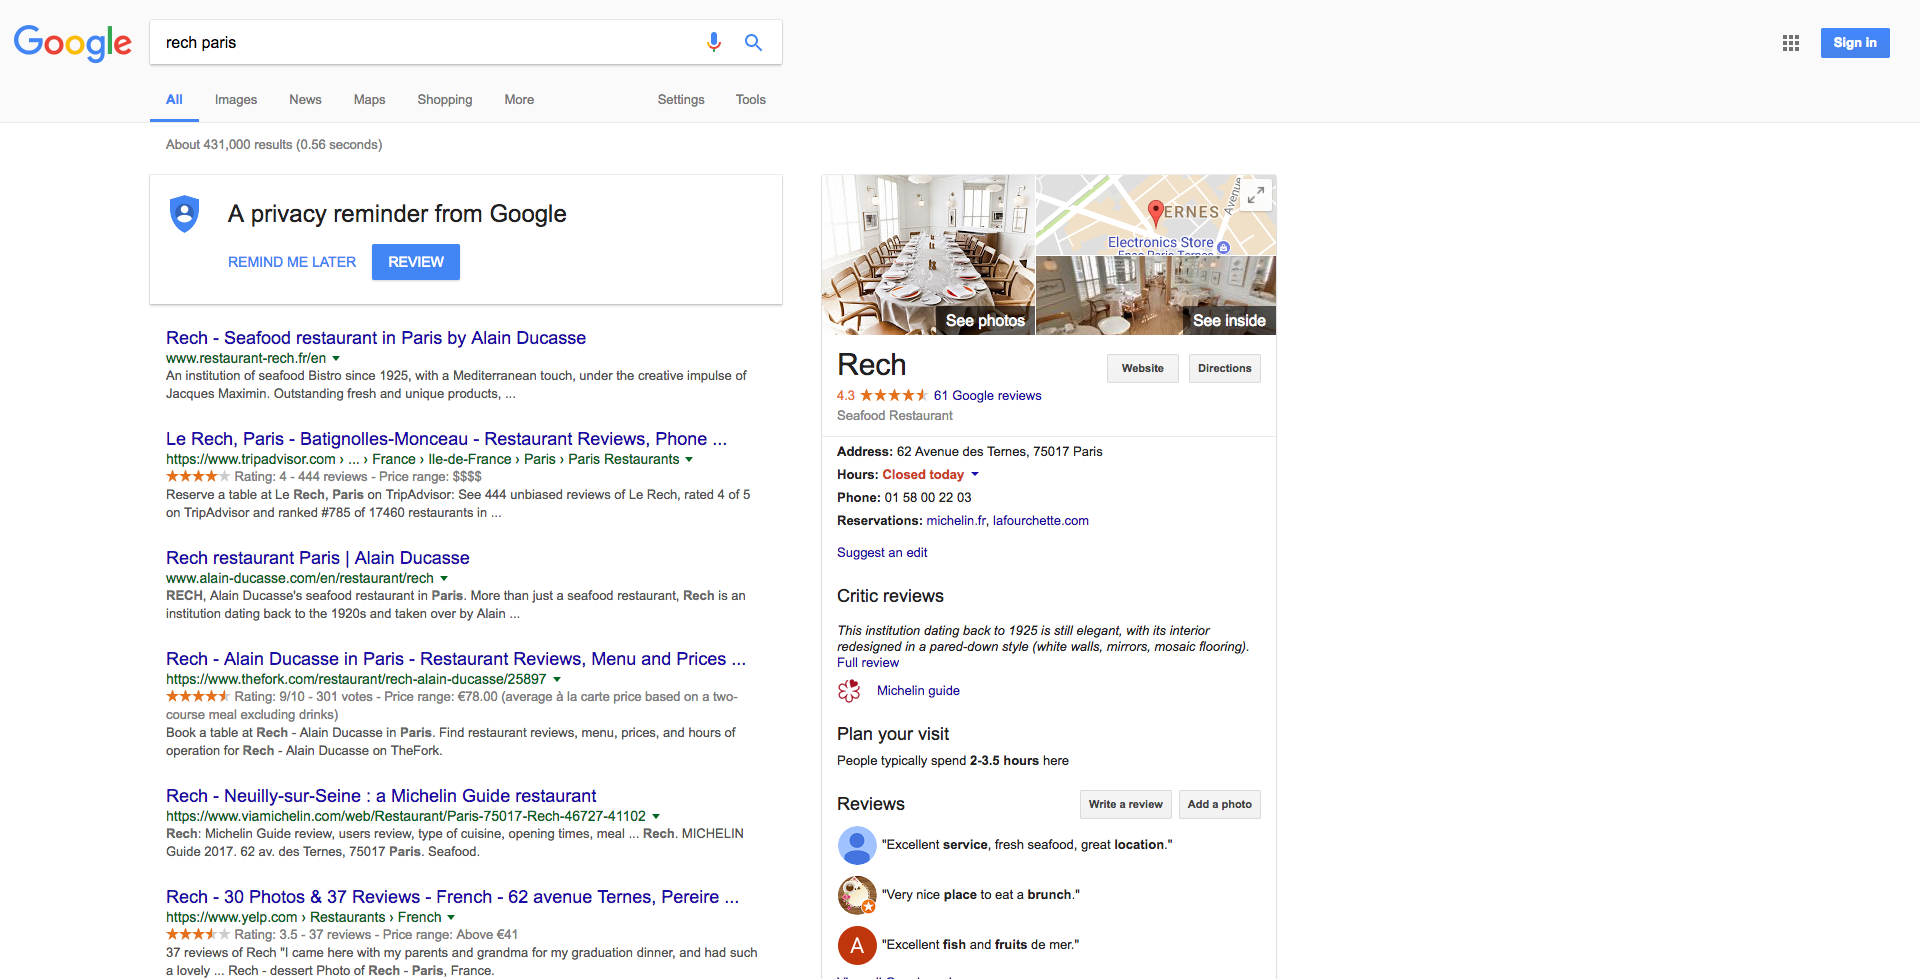 Google
rech paris
Sign in
All
Images
News
Maps
Shopping
More
Settings
Tools
About 431,000 results (0.56 seconds)
A privacy reminder from Google
REMIND ME LATER
REVIEW
Rech - Seafood restaurant in Paris by Alain Ducasse
www.restaurant-rech.fr/en
An institution of seafood Bistro since 1925, with a Mediterranean touch, under the creative impulse of
Jacques Maximin. Outstanding fresh and unique products, ...
Le Rech, Paris - Batignolles-Monceau - Restaurant Reviews, Phone ...
https://www.tripadvisor.com › ... › France › Ile-de-France › Paris › Paris Restaurants
Rating: 4 - 444 reviews - Price range: $$$$
Reserve a table at Le Rech, Paris on TripAdvisor: See 444 unbiased reviews of Le Rech, rated 4 of 5
on TripAdvisor and ranked #785 of 17460 restaurants in ...
Rech restaurant Paris | Alain Ducasse
www.alain-ducasse.com/en/restaurant/rech
RECH, Alain Ducasse's seafood restaurant in Paris. More than just a seafood restaurant, Rech is an
institution dating back to the 1920s and taken over by Alain ...
Rech - Alain Ducasse in Paris - Restaurant Reviews, Menu and Prices ...
https://www.thefork.com/restaurant/rech-alain-ducasse/25897
Rating: 9/10 - 301 votes - Price range: €78.00 (average à la carte price based on a two-
course meal excluding drinks)
Book a table at Rech - Alain Ducasse in Paris. Find restaurant reviews, menu, prices, and hours of
operation for Rech - Alain Ducasse on TheFork.
Rech - Neuilly-sur-Seine : a Michelin Guide restaurant
https://www.viamichelin.com/web/Restaurant/Paris-75017-Rech-46727-41102
Rech: Michelin Guide review, users review, type of cuisine, opening times, meal ... Rech. MICHELIN
Guide 2017. 62 av. des Ternes, 75017 Paris. Seafood.
Rech - 30 Photos & 37 Reviews - French - 62 avenue Ternes, Pereire ...
https://www.yelp.com › Restaurants › French
Rating: 3.5 - 37 reviews - Price range: Above €41
37 reviews of Rech "I came here with my parents and grandma for my graduation dinner, and had such
a lovely ... Rech - dessert Photo of Rech - Paris, France.
ERNES
Avenue
Electronics Store
See photos
See inside
Rech
Website
Directions
4.3
61 Google reviews
Seafood Restaurant
Address: 62 Avenue des Ternes, 75017 Paris
Hours: Closed today
Phone: 01 58 00 22 03
Reservations: michelin.fr, lafourchette.com
Suggest an edit
Critic reviews
This institution dating back to 1925 is still elegant, with its interior
redesigned in a pared-down style (white walls, mirrors, mosaic flooring).
Full review
Michelin guide
Plan your visit
People typically spend 2-3.5 hours here
Reviews
Write a review
Add a photo
"Excellent service, fresh seafood, great location."
"Very nice place to eat a brunch."
A
"Excellent fish and fruits de mer."